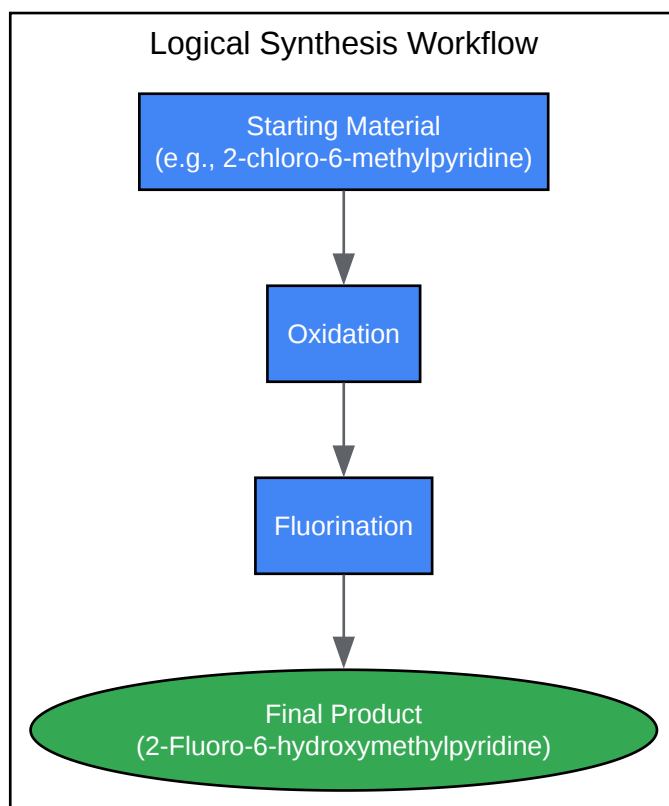 Logical Synthesis Workflow
Starting Material
(e.g., 2-chloro-6-methylpyridine)
Oxidation
Fluorination
Final Product
(2-Fluoro-6-hydroxymethylpyridine)